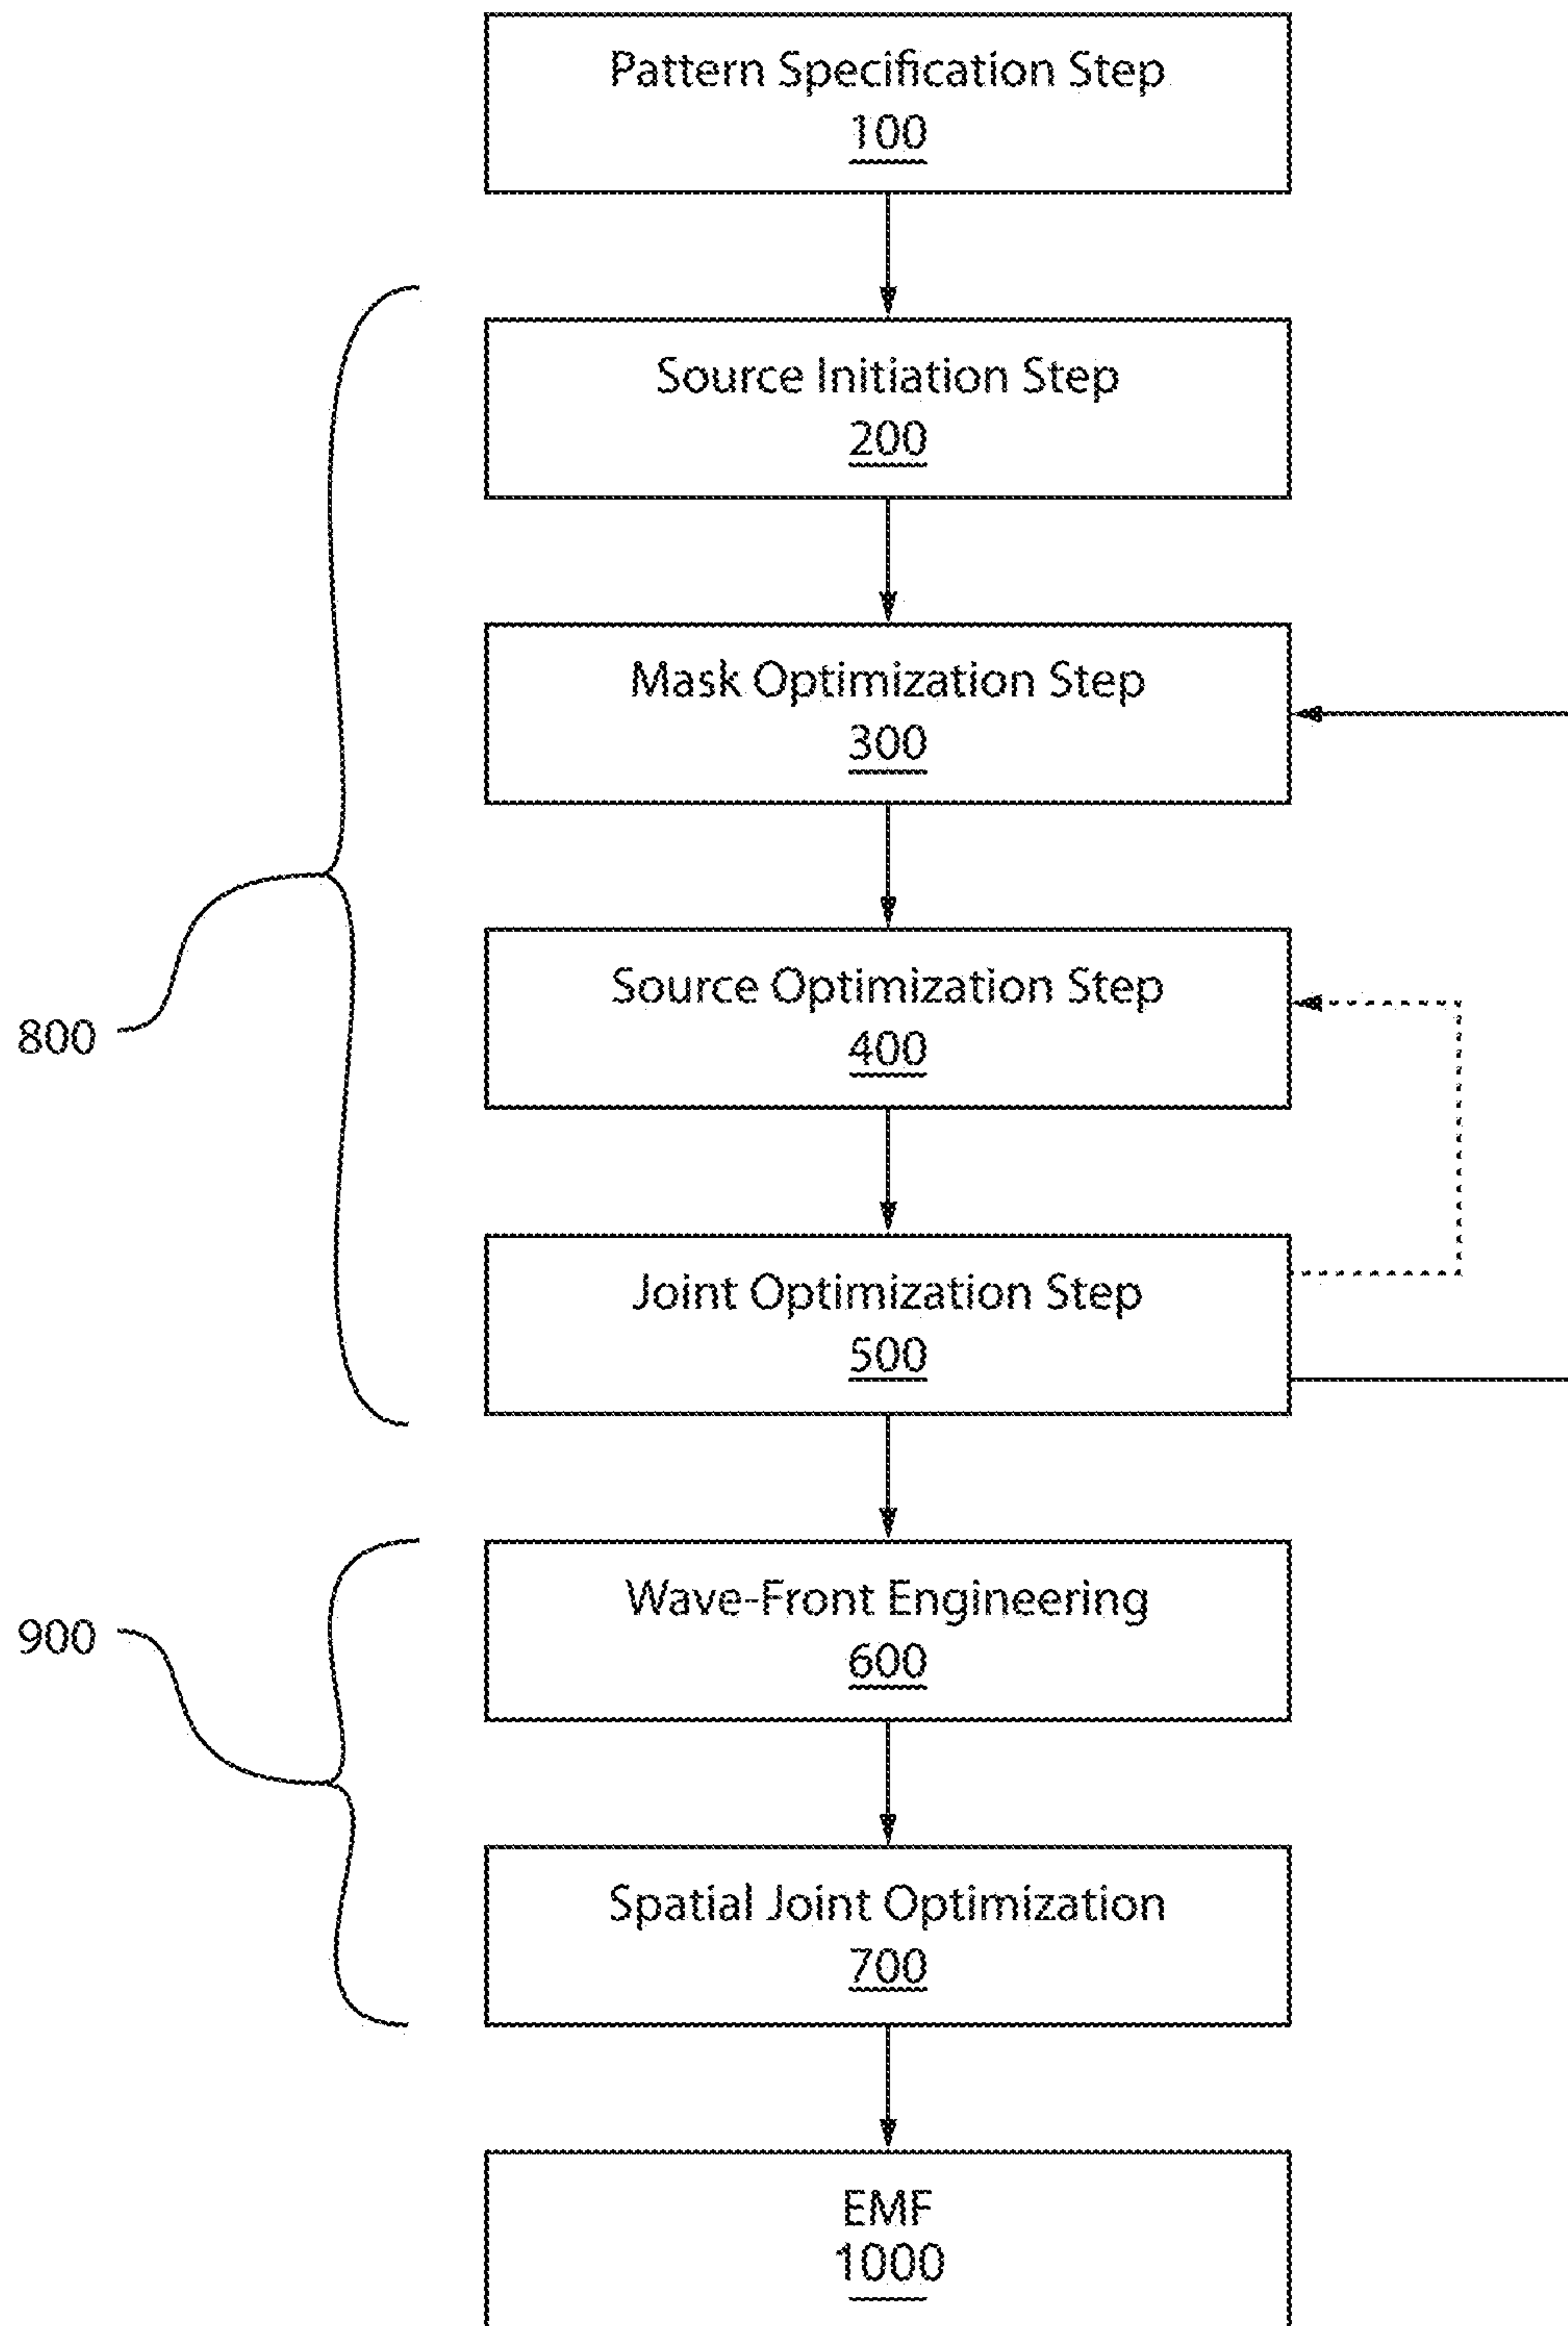 Pattern Specification Step
100
Source Initiation Step
200
Mask Optimization Step
300
Source Optimization Step
400
800
Joint Optimization Step
500
Wave-Front Engineering
600
900
Spatial Joint Optimization
700
EMF
1000